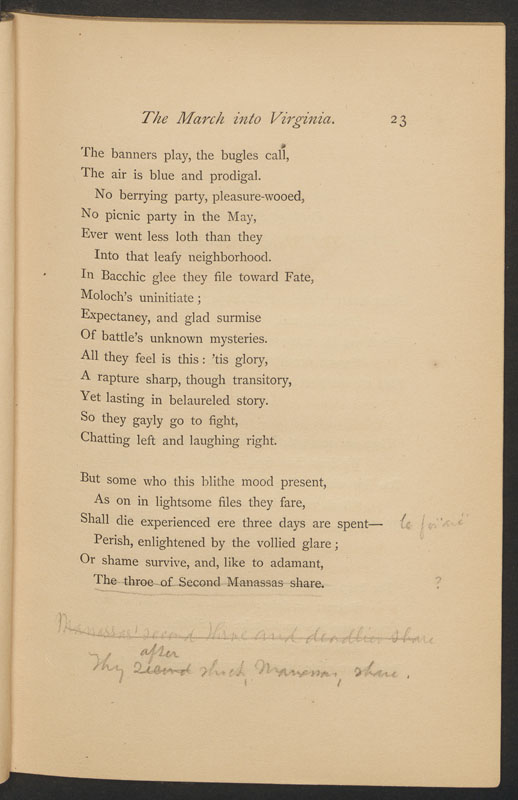 The March into Virginia. 23
The banners play, the bugles call,
The air is blue and prodigal.
No berrying party, pleasure-wooed,
No picnic party in the May,
Ever went less loth than they
Into that leafy neighborhood.
In Bacchic glee they file toward Fate,
Moloch's uninitiate ;
Expectancy, and glad surmise
Of battle's unknown mysteries.
All they feel is this : 'tis glory,
A rapture sharp, though transitory,
Yet lasting in belaureled story.
So they gayly go to fight,
Chatting left and laughing right.
But some who this blithe mood present,
As on in lightsome files they fare,
Shall die experienced ere three days are spent—
Perish, enlightened by the vollied glare ;
Or shame survive, and, like to adamant,
The throe of Second Manassas share.
?
Manassas' second throe and deadlier share
after
Thy second shock, Manassas, share.